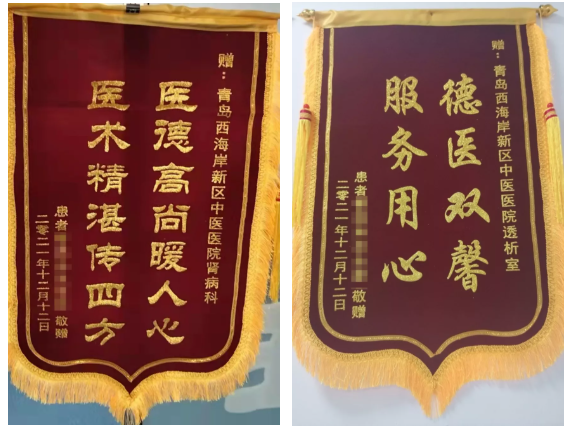 赠：青岛西海岸新区中医医院肾病科
医德高尚暖人心
医术精湛传四方
患者 敬赠
二零二一年十二月十二日
赠：青岛西海岸新区中医医院透析室
德医双馨
服务用心
患者 敬赠
二零二一年十二月十二日